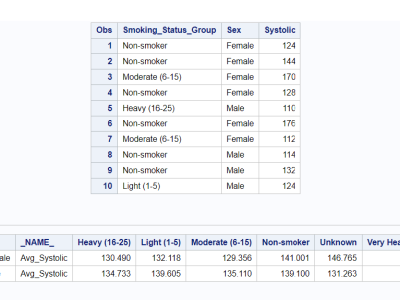 Obs Smoking_Status_Group Sex Systolic
1 Non-smoker Female 124
2 Non-smoker Female 144
3 Moderate (6-15) Female 170
4 Non-smoker Female 128
5 Heavy (16-25) Male 110
6 Non-smoker Female 176
7 Moderate (6-15) Female 112
8 Non-smoker Male 114
9 Non-smoker Male 132
10 Light (1-5) Male 124
_NAME_ Heavy (16-25) Light (1-5) Moderate (6-15) Non-smoker Unknown Very Hea
ale Avg_Systolic 130.490 132.118 129.356 141.001 146.765
Avg_Systolic 134.733 139.605 135.110 139.100 131.263